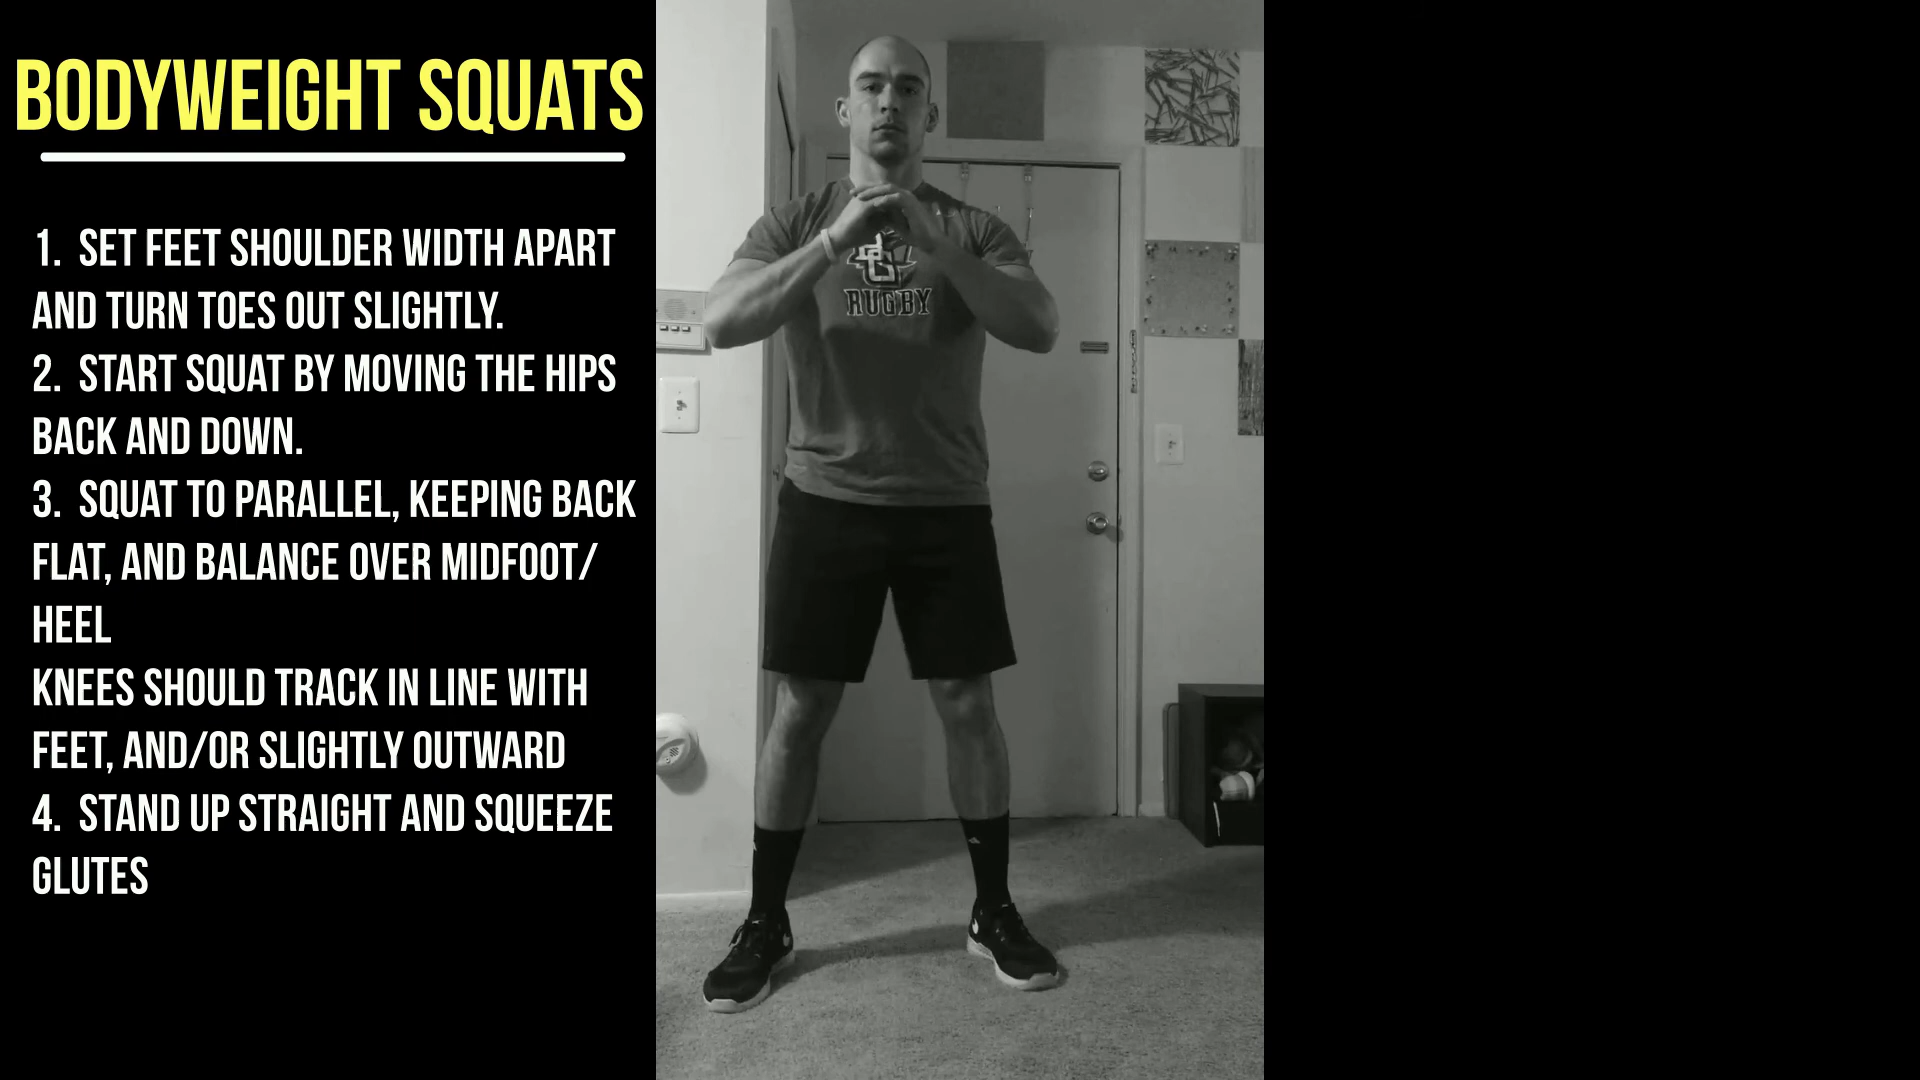 BODYWEIGHT SQUATS
1. SET FEET SHOULDER WIDTH APART
AND TURN TOES OUT SLIGHTLY.
2. START SQUAT BY MOVING THE HIPS
BACK AND DOWN.
3. SQUAT TO PARALLEL, KEEPING BACK
FLAT, AND BALANCE OVER MIDFOOT/
HEEL
KNEES SHOULD TRACK IN LINE WITH
FEET, AND/OR SLIGHTLY OUTWARD
4. STAND UP STRAIGHT AND SQUEEZE
GLUTES
RUGBY